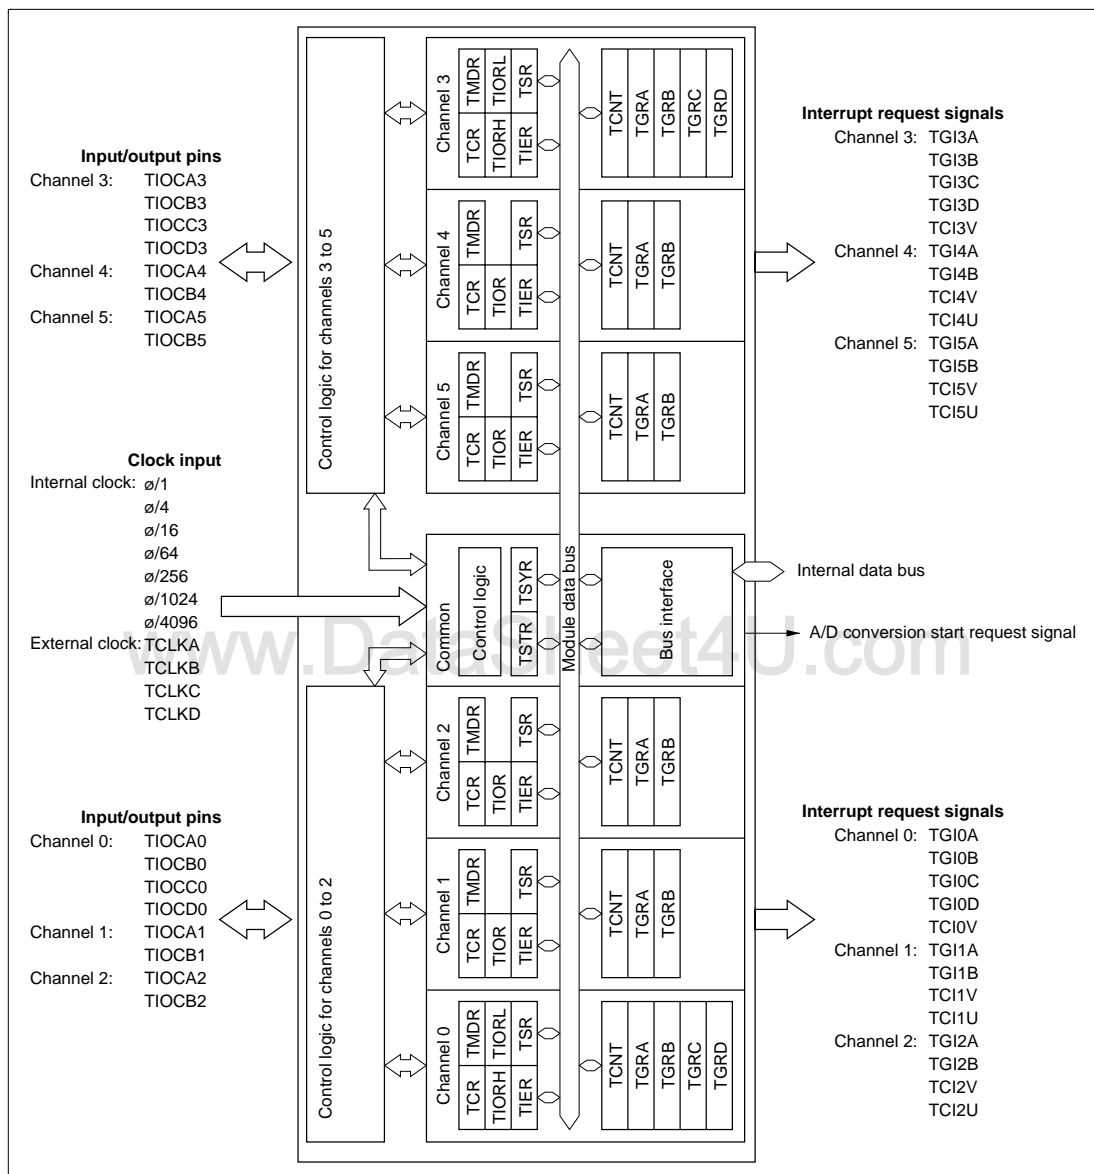 Input/output pins
Channel 3: TIOCA3
TIOCB3
TIOCC3
TIOCD3
Channel 4: TIOCA4
TIOCB4
Channel 5: TIOCA5
TIOCB5
Clock input
Internal clock: ø/1
ø/4
ø/16
ø/64
ø/256
ø/1024
ø/4096
External clock: TCLKA
TCLKB
TCLKC
TCLKD
Input/output pins
Channel 0: TIOCA0
TIOCB0
TIOCC0
TIOCD0
Channel 1: TIOCA1
TIOCB1
Channel 2: TIOCA2
TIOCB2
Control logic for channels 3 to 5
Control logic for channels 0 to 2
Channel 3
TCR TMDR
TIORH TIORL
TIER TSR
TCNT
TGRA
TGRB
TGRC
TGRD
Channel 4
TCR TMDR
TIOR
TIER TSR
TCNT
TGRA
TGRB
Channel 5
TCR TMDR
TIOR
TIER TSR
TCNT
TGRA
TGRB
Common
Control logic
TSTR TSYR
Module data bus
Bus interface
Channel 2
TCR TMDR
TIOR
TIER TSR
TCNT
TGRA
TGRB
Channel 1
TCR TMDR
TIOR
TIER TSR
TCNT
TGRA
TGRB
Channel 0
TCR TMDR
TIORH TIORL
TIER TSR
TCNT
TGRA
TGRB
TGRC
TGRD
Interrupt request signals
Channel 3: TGI3A
TGI3B
TGI3C
TGI3D
TCI3V
Channel 4: TGI4A
TGI4B
TCI4V
TCI4U
Channel 5: TGI5A
TGI5B
TCI5V
TCI5U
Internal data bus
A/D conversion start request signal
Interrupt request signals
Channel 0: TGI0A
TGI0B
TGI0C
TGI0D
TCI0V
Channel 1: TGI1A
TGI1B
TCI1V
TCI1U
Channel 2: TGI2A
TGI2B
TCI2V
TCI2U
www.DataSheet4U.com